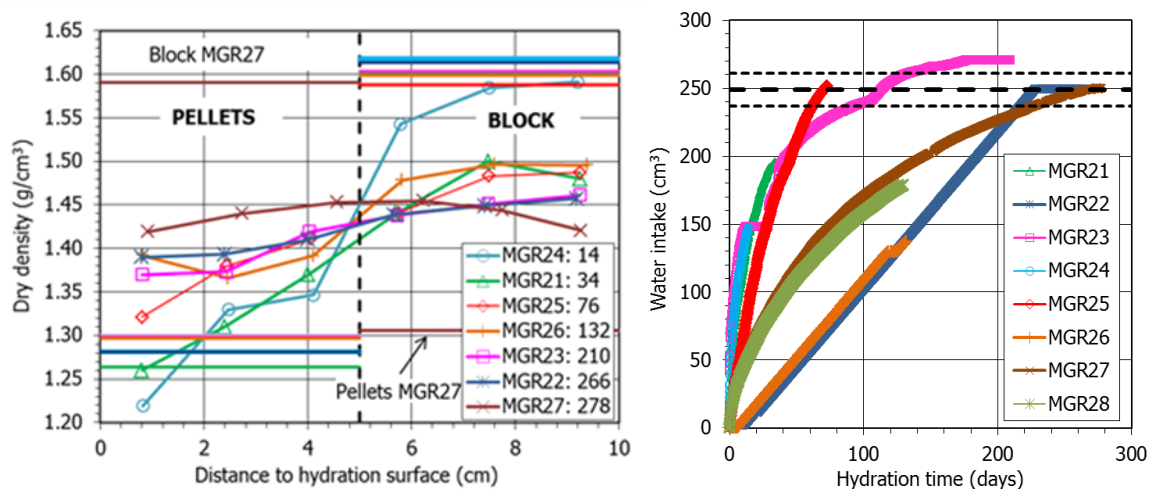 1.65
1.60
1.55
1.50
1.45
1.40
1.35
1.30
1.25
1.20
Dry density (g/cm³)
Block MGR27
PELLETS
BLOCK
MGR24: 14
MGR21: 34
MGR25: 76
MGR26: 132
MGR23: 210
MGR22: 266
MGR27: 278
Pellets MGR27
0 2 4 6 8 10
Distance to hydration surface (cm)
300
250
200
150
100
50
0
Water intake (cm³)
MGR21
MGR22
MGR23
MGR24
MGR25
MGR26
MGR27
MGR28
0 100 200 300
Hydration time (days)